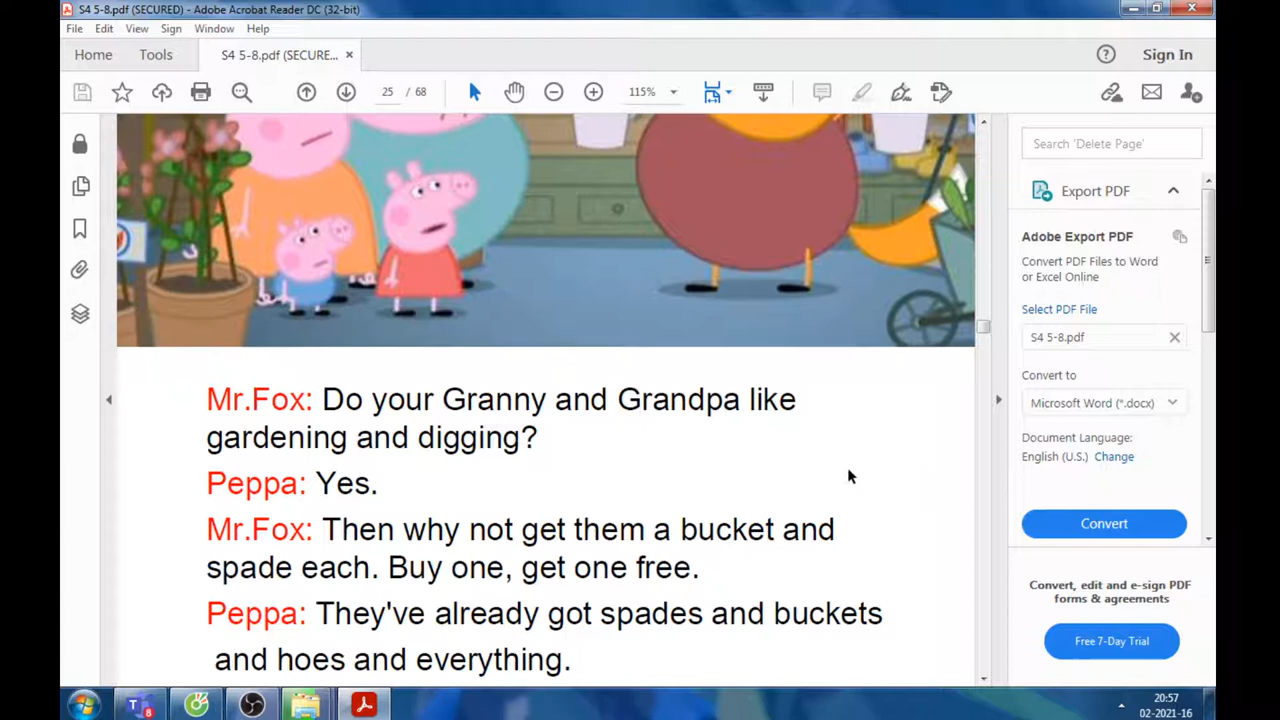 S4 5-8.pdf (SECURED) - Adobe Acrobat Reader DC (32-bit)
File Edit View Sign Window Help
Home Tools S4 5-8.pdf (SECURE... × Sign In
25 / 68 115%
Search 'Delete Page'
Export PDF
Adobe Export PDF
Convert PDF Files to Word
or Excel Online
Select PDF File
S4 5-8.pdf
Convert to
Microsoft Word (*.docx)
Document Language:
English (U.S.) Change
Convert
Convert, edit and e-sign PDF
forms & agreements
Free 7-Day Trial
Mr.Fox: Do your Granny and Grandpa like
gardening and digging?
Peppa: Yes.
Mr.Fox: Then why not get them a bucket and
spade each. Buy one, get one free.
Peppa: They've already got spades and buckets
and hoes and everything.
20:57
02-2021-16